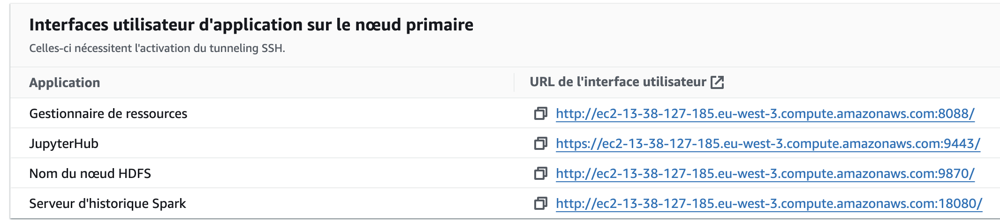 Interfaces utilisateur d'application sur le nœud primaire
Celles-ci nécessitent l'activation du tunneling SSH.
Application URL de l'interface utilisateur
Gestionnaire de ressources http://ec2-13-38-127-185.eu-west-3.compute.amazonaws.com:8088/
JupyterHub https://ec2-13-38-127-185.eu-west-3.compute.amazonaws.com:9443/
Nom du nœud HDFS http://ec2-13-38-127-185.eu-west-3.compute.amazonaws.com:9870/
Serveur d'historique Spark http://ec2-13-38-127-185.eu-west-3.compute.amazonaws.com:18080/